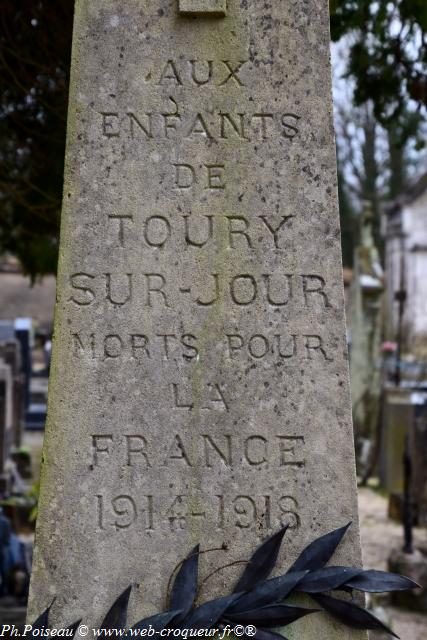 AUX
ENFANTS
DE
TOURY
SUR-JOUR
MORTS POUR
LA
FRANCE
1914-1918
Ph Poiseau © www-web-croqueur.fr®